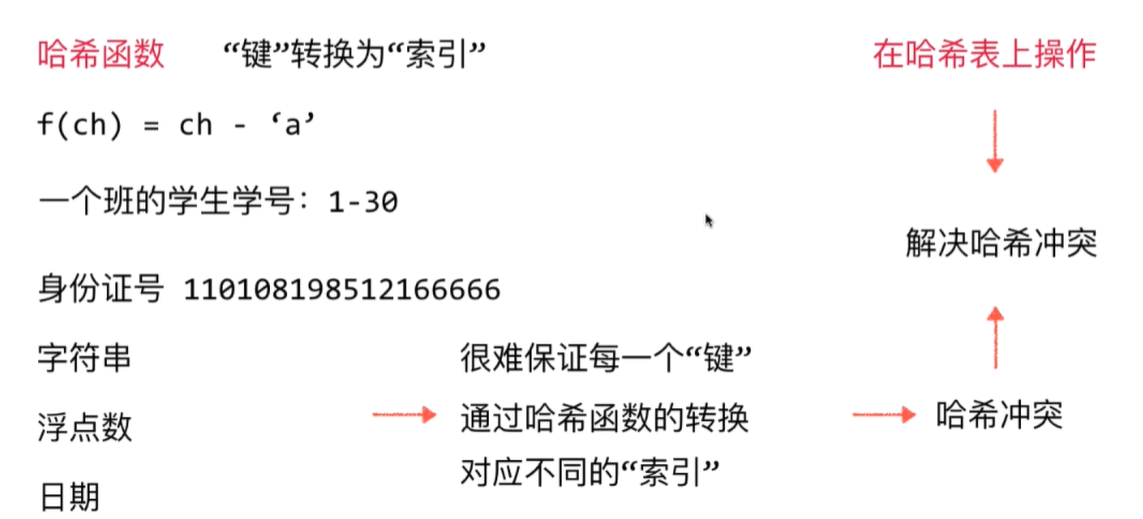 哈希函数 “键”转换为“索引” 在哈希表上操作
f(ch) = ch - ‘a’
一个班的学生学号：1-30
解决哈希冲突
身份证号 110108198512166666
字符串 很难保证每一个“键”
浮点数 通过哈希函数的转换 哈希冲突
对应不同的“索引”
日期